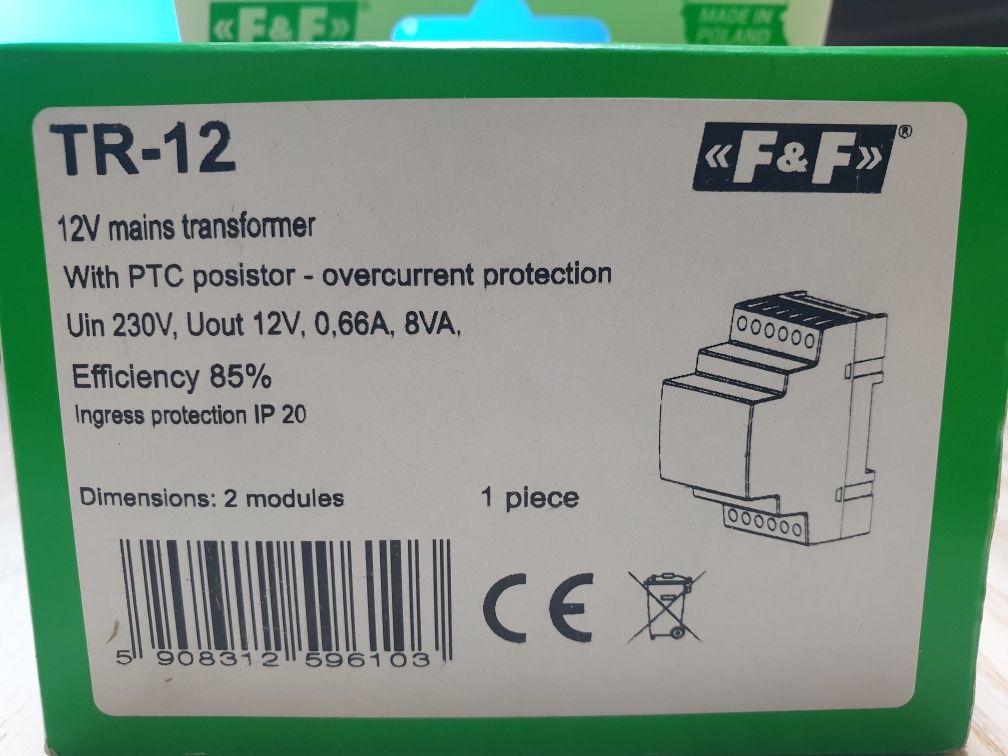 «F&F»®
MADE IN
POLAND
TR-12
«F&F»®
12V mains transformer
With PTC posistor - overcurrent protection
Uin 230V, Uout 12V, 0,66A, 8VA,
Efficiency 85%
Ingress protection IP 20
Dimensions: 2 modules
1 piece
5 908312 596103
CE